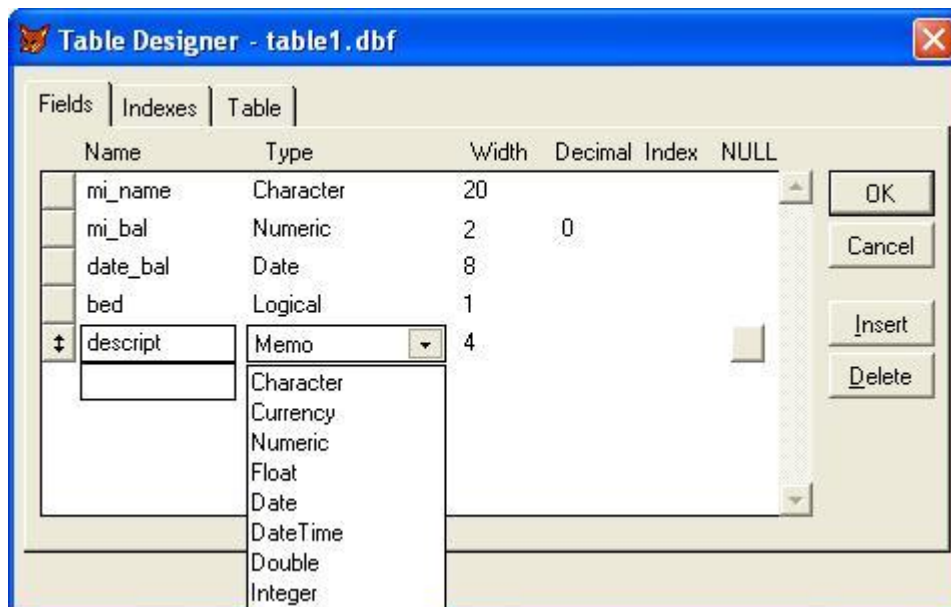 Table Designer - table1.dbf
Fields Indexes Table
Name Type Width Decimal Index NULL
mi_name Character 20
mi_bal Numeric 2 0
date_bal Date 8
bed Logical 1
descript Memo 4
Character
Currency
Numeric
Float
Date
DateTime
Double
Integer
OK
Cancel
Insert
Delete